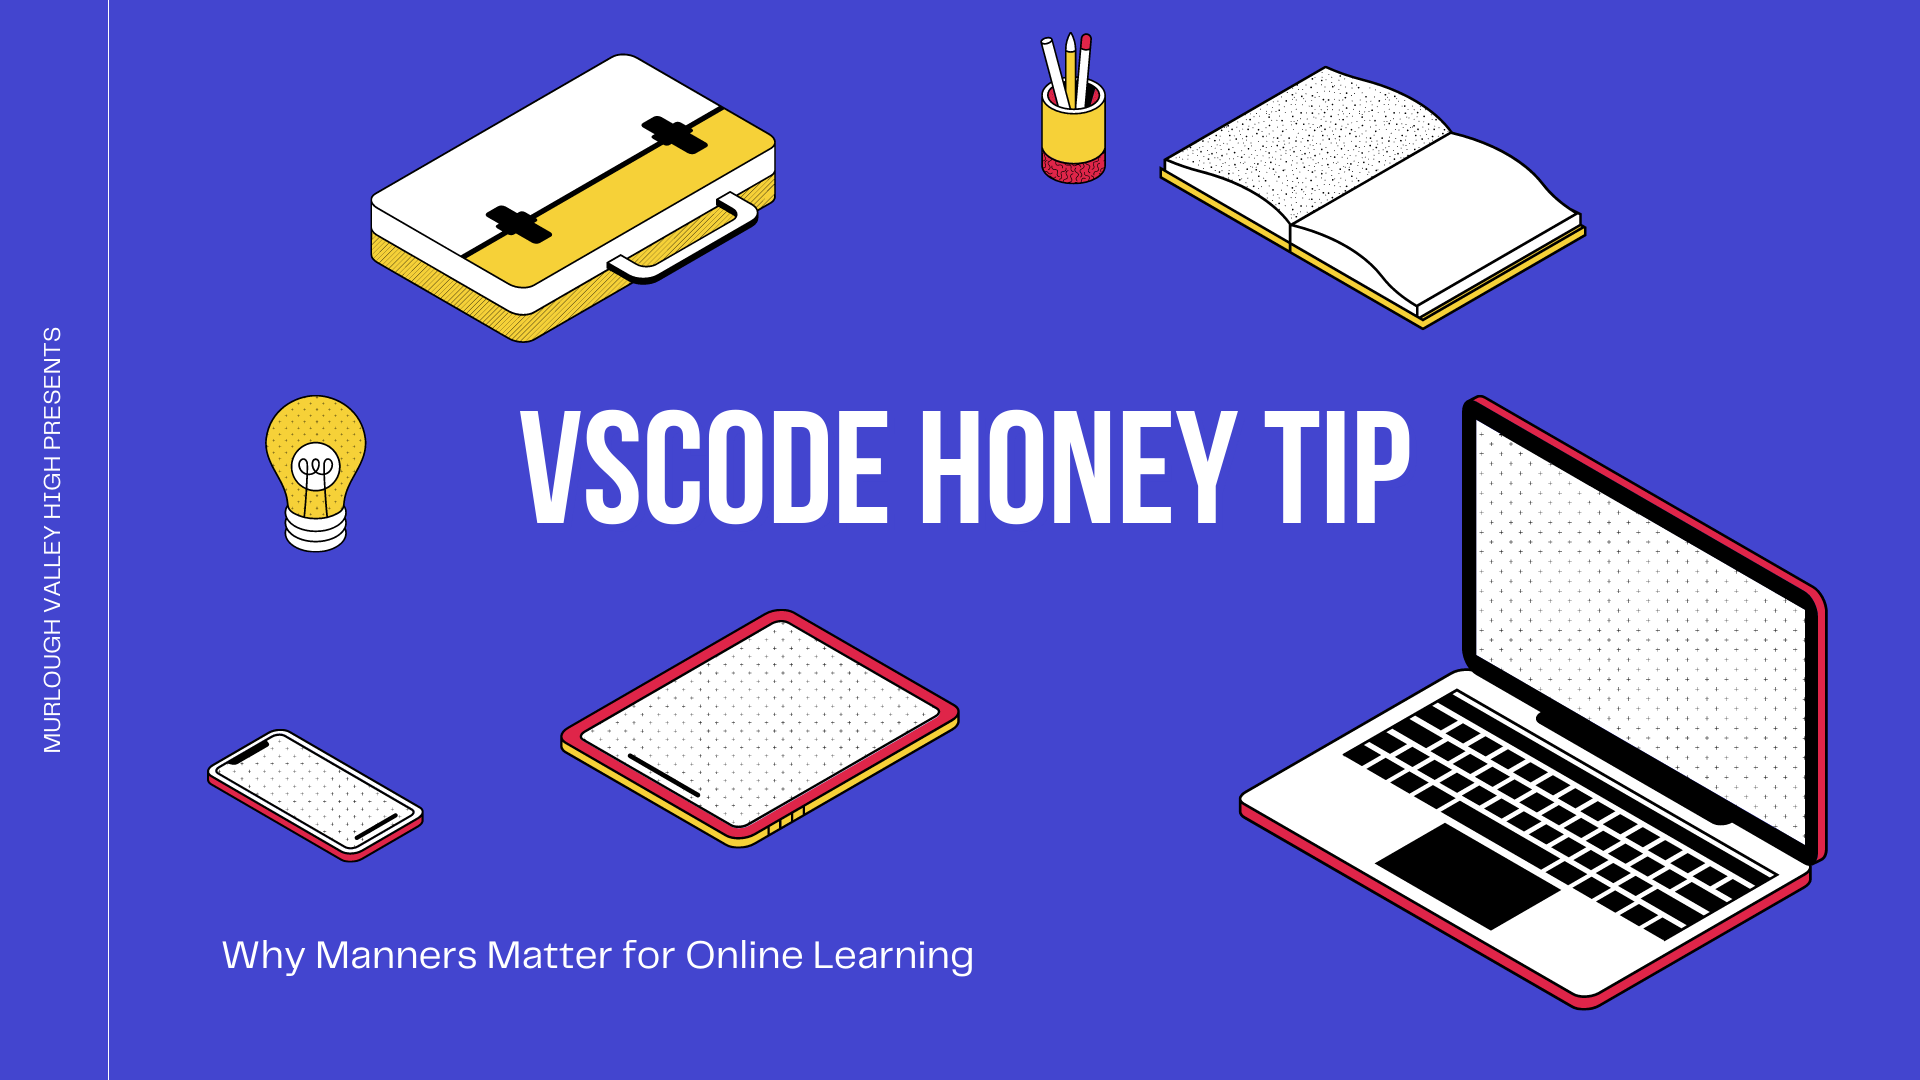 MURLOUGH VALLEY HIGH PRESENTS
VSCODE HONEY TIP
Why Manners Matter for Online Learning